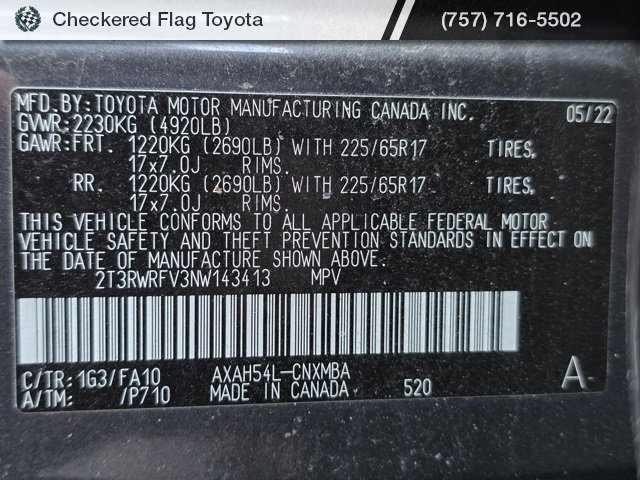 Checkered Flag Toyota (757) 716-5502
MFD.BY:TOYOTA MOTOR MANUFACTURING CANADA INC. 05/22
GVWR:2230KG (4920LB)
GAWR:FRT. 1220KG (2690LB) WITH 225/65R17 TIRES,
17x7.0J RIMS.
RR. 1220KG (2690LB) WITH 225/65R17 TIRES,
17x7.0J RIMS.
THIS VEHICLE CONFORMS TO ALL APPLICABLE FEDERAL MOTOR
VEHICLE SAFETY AND THEFT PREVENTION STANDARDS IN EFFECT ON
THE DATE OF MANUFACTURE SHOWN ABOVE.
2T3RWRFV3NW143413 MPV
C/TR:1G3/FA10 AXAH54L-CNXMBA
A/TM: /P710 MADE IN CANADA 520 A-